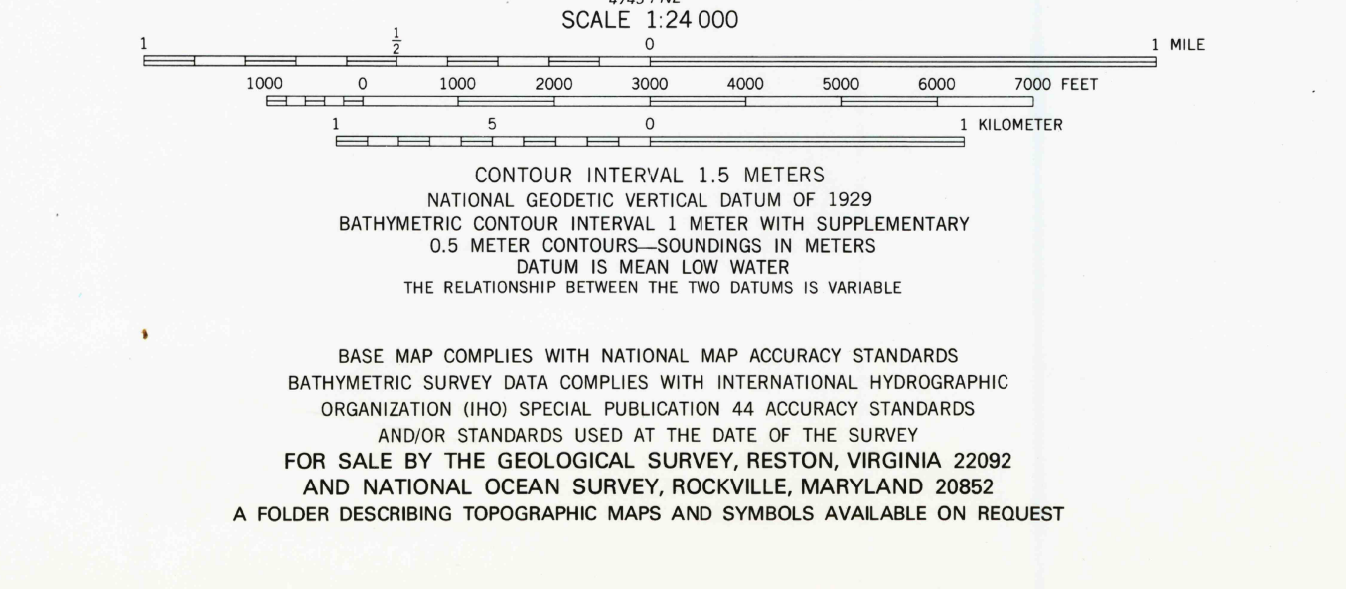 SCALE 1:24 000
1 1/2 0 1 MILE
1000 0 1000 2000 3000 4000 5000 6000 7000 FEET
1 5 0 1 KILOMETER
CONTOUR INTERVAL 1.5 METERS
NATIONAL GEODETIC VERTICAL DATUM OF 1929
BATHYMETRIC CONTOUR INTERVAL 1 METER WITH SUPPLEMENTARY
0.5 METER CONTOURS—SOUNDINGS IN METERS
DATUM IS MEAN LOW WATER
THE RELATIONSHIP BETWEEN THE TWO DATUMS IS VARIABLE
BASE MAP COMPLIES WITH NATIONAL MAP ACCURACY STANDARDS
BATHYMETRIC SURVEY DATA COMPLIES WITH INTERNATIONAL HYDROGRAPHIC
ORGANIZATION (IHO) SPECIAL PUBLICATION 44 ACCURACY STANDARDS
AND/OR STANDARDS USED AT THE DATE OF THE SURVEY
FOR SALE BY THE GEOLOGICAL SURVEY, RESTON, VIRGINIA 22092
AND NATIONAL OCEAN SURVEY, ROCKVILLE, MARYLAND 20852
A FOLDER DESCRIBING TOPOGRAPHIC MAPS AND SYMBOLS AVAILABLE ON REQUEST